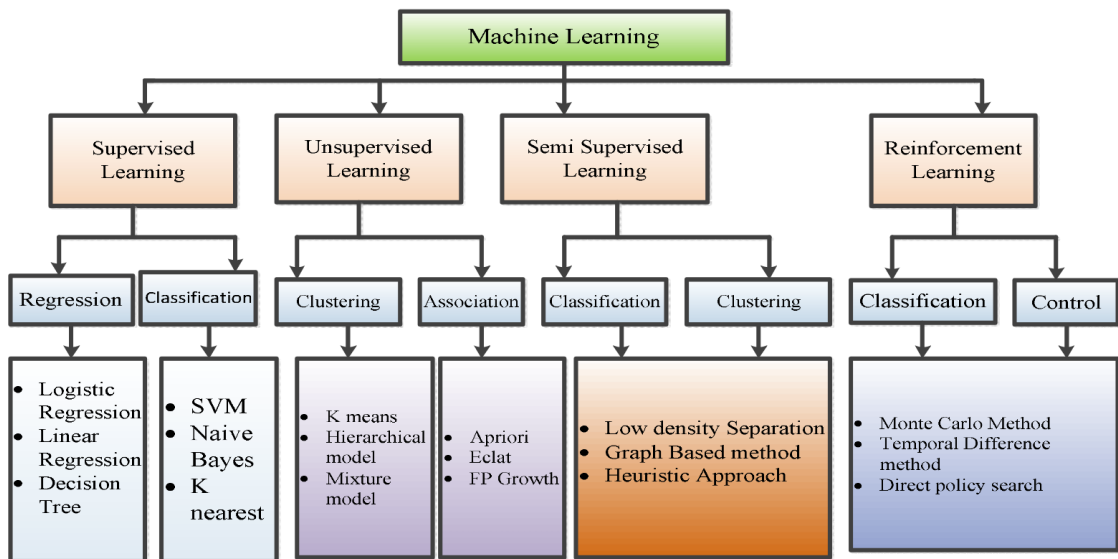 Machine Learning
Supervised
Learning
Unsupervised
Learning
Semi Supervised
Learning
Reinforcement
Learning
Regression
Classification
Clustering
Association
Classification
Clustering
Classification
Control
• Logistic
Regression
• Linear
Regression
• Decision
Tree
• SVM
• Naive
Bayes
• K
nearest
• K means
• Hierarchical
model
• Mixture
model
• Apriori
• Eclat
• FP Growth
• Low density Separation
• Graph Based method
• Heuristic Approach
• Monte Carlo Method
• Temporal Difference
method
• Direct policy search